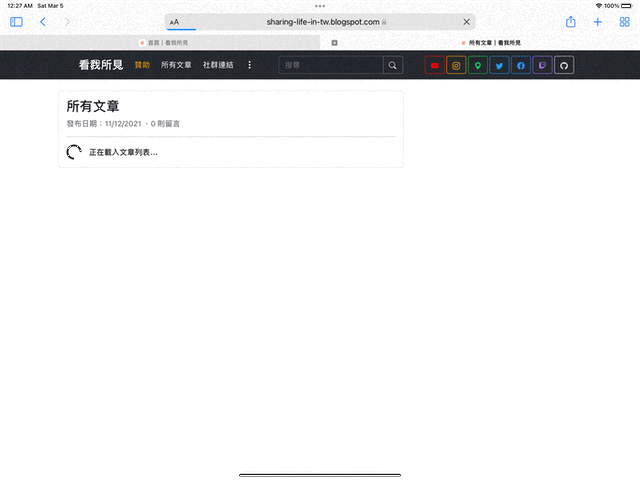 12:27 AM Sat Mar 5
100%
AA sharing-life-in-tw.blogspot.com
首頁 | 看我所見
所有文章 | 看我所見
看我所見 贊助 所有文章 社群連結 搜尋
所有文章
發布日期：11/12/2021 · 0 則留言
正在載入文章列表...